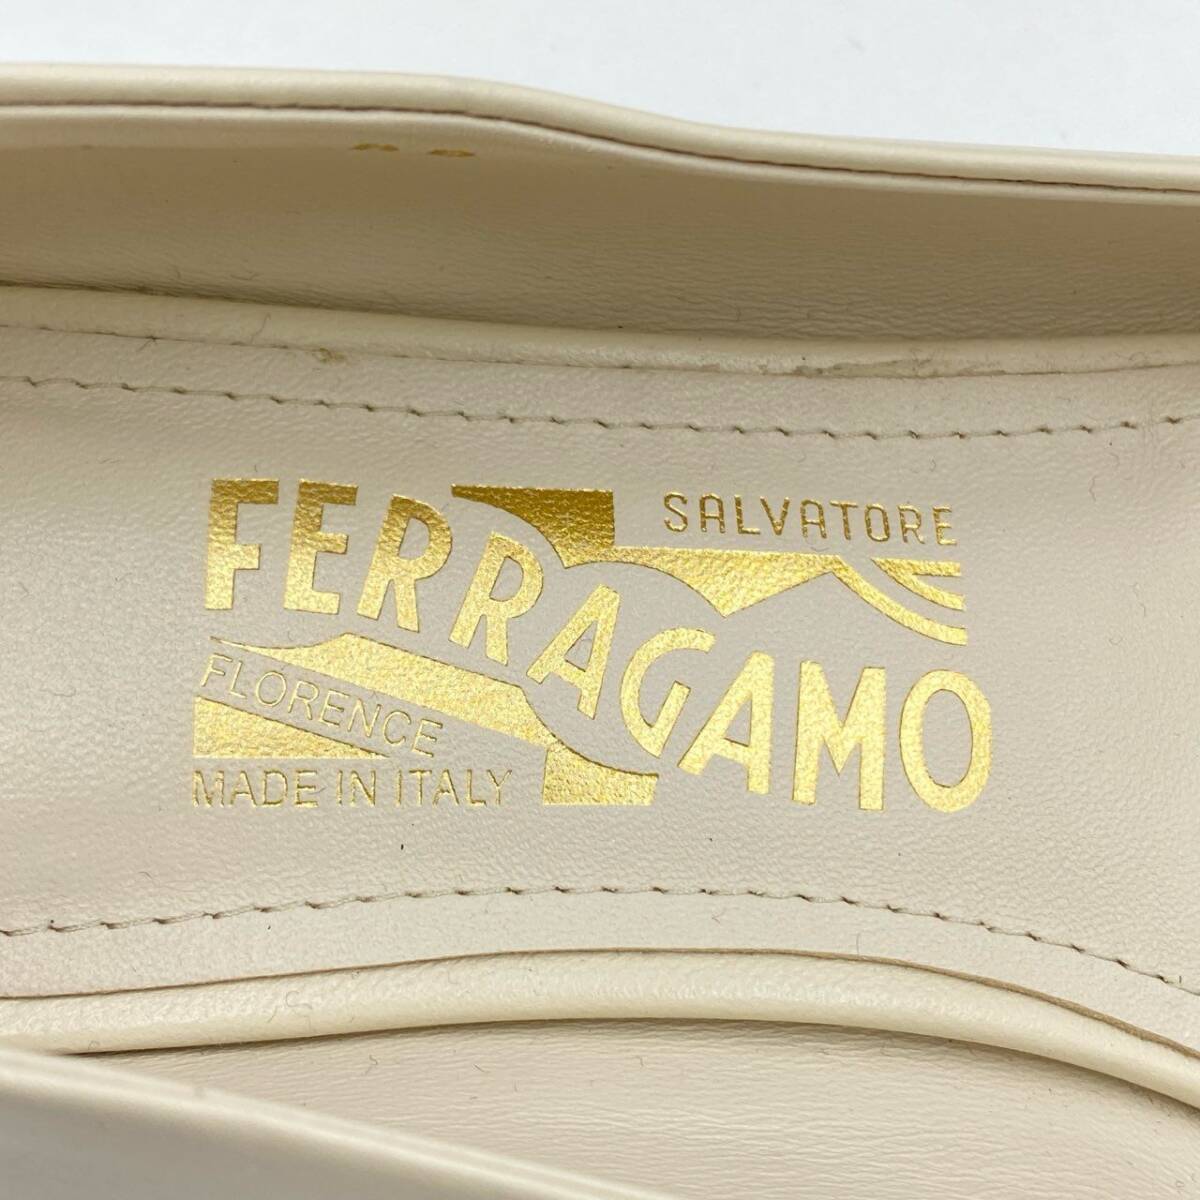 SALVATORE
FERRAGAMO
FLORENCE
MADE IN ITALY